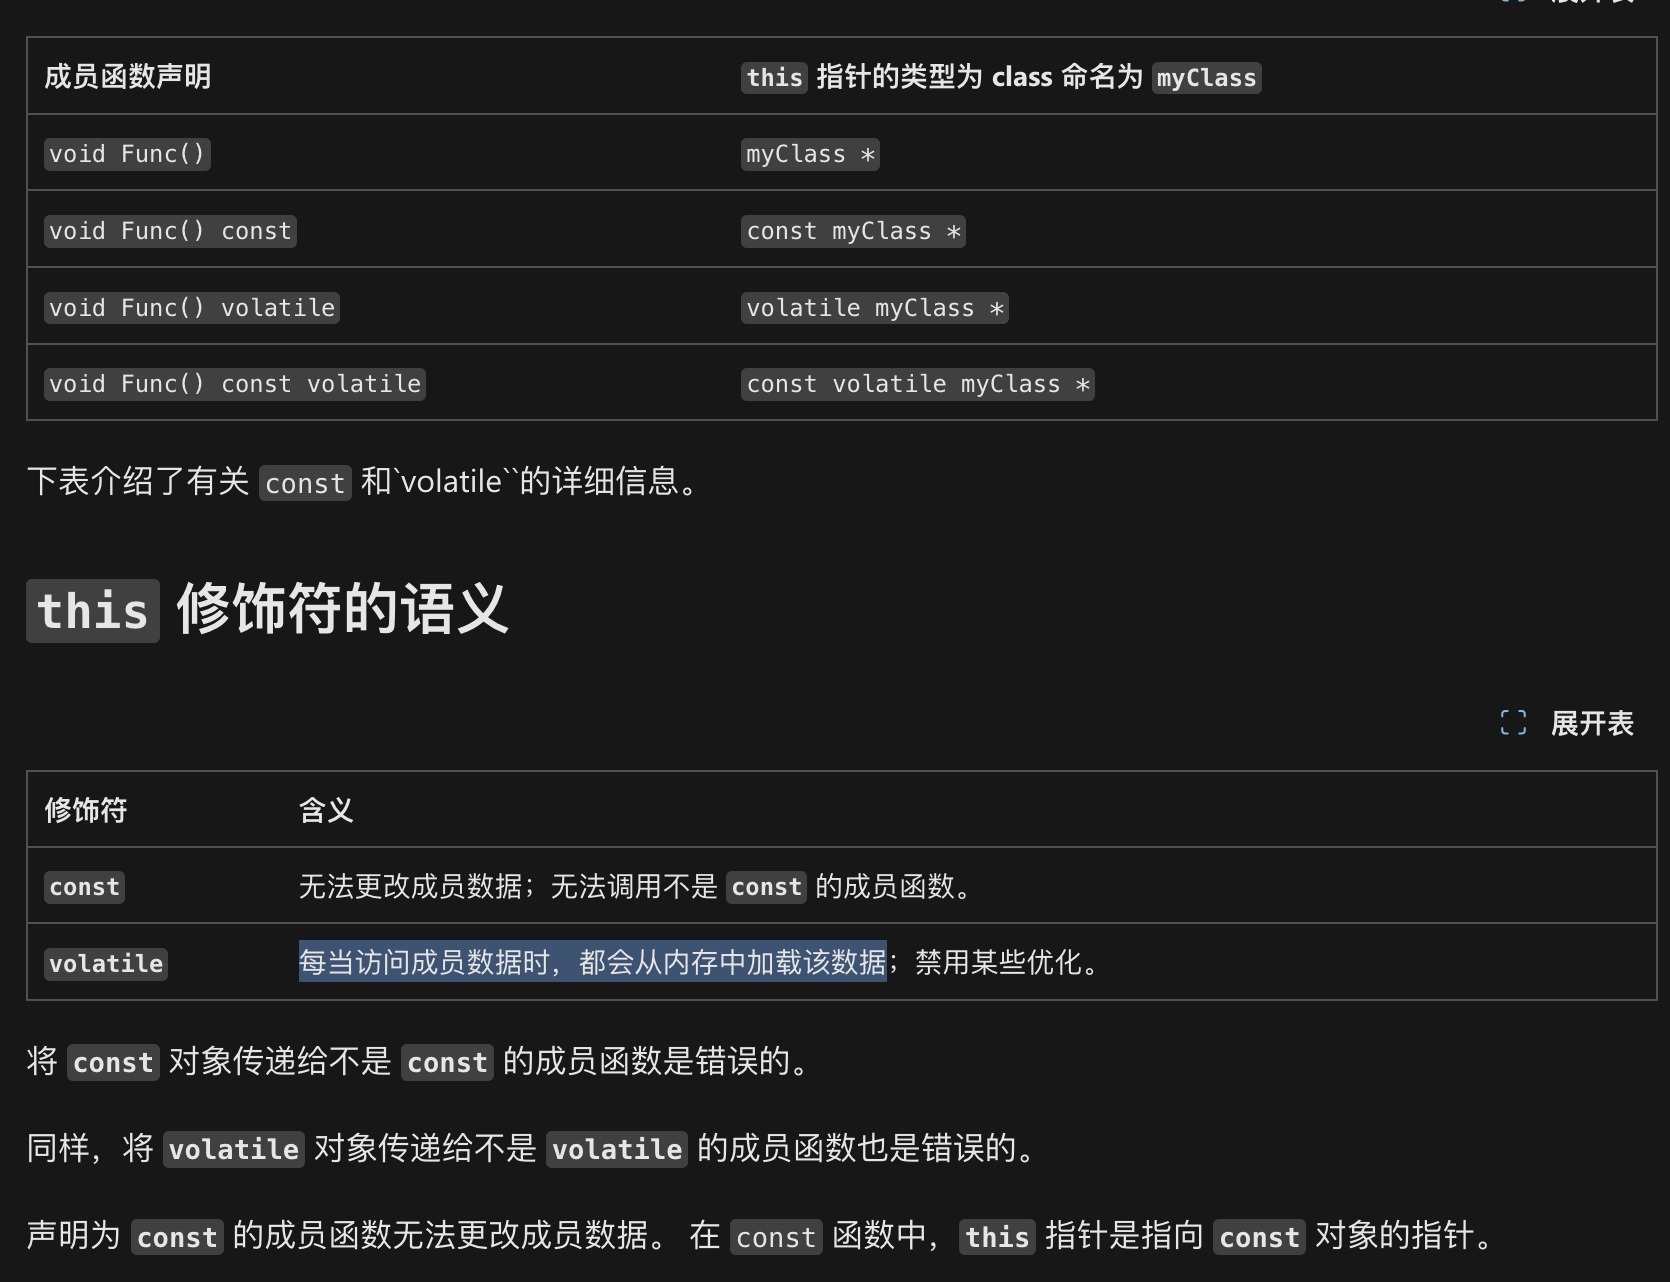 成员函数声明 this 指针的类型为 class 命名为 myClass
void Func() myClass *
void Func() const const myClass *
void Func() volatile volatile myClass *
void Func() const volatile const volatile myClass *
下表介绍了有关 const 和`volatile``的详细信息。
this 修饰符的语义
展开表
修饰符 含义
const 无法更改成员数据；无法调用不是 const 的成员函数。
volatile 每当访问成员数据时，都会从内存中加载该数据；禁用某些优化。
将 const 对象传递给不是 const 的成员函数是错误的。
同样，将 volatile 对象传递给不是 volatile 的成员函数也是错误的。
声明为 const 的成员函数无法更改成员数据。 在 const 函数中，this 指针是指向 const 对象的指针。